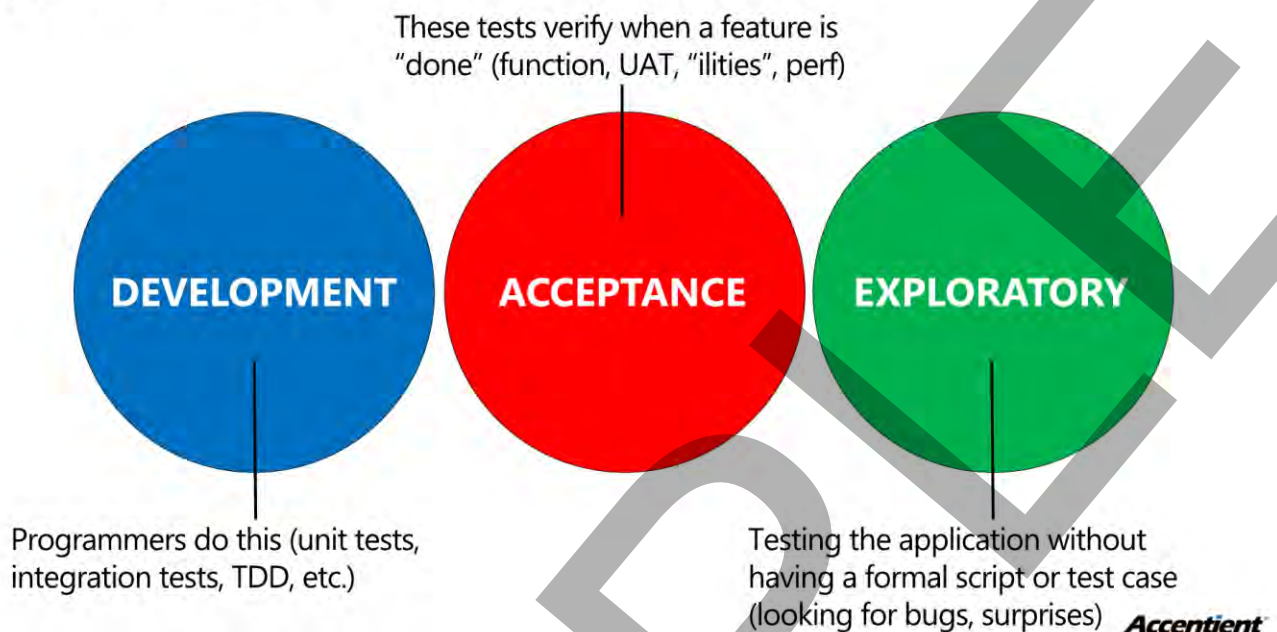 These tests verify when a feature is
“done” (function, UAT, “ilities”, perf)
DEVELOPMENT
ACCEPTANCE
EXPLORATORY
Programmers do this (unit tests,
integration tests, TDD, etc.)
Testing the application without
having a formal script or test case
(looking for bugs, surprises)
Accentient